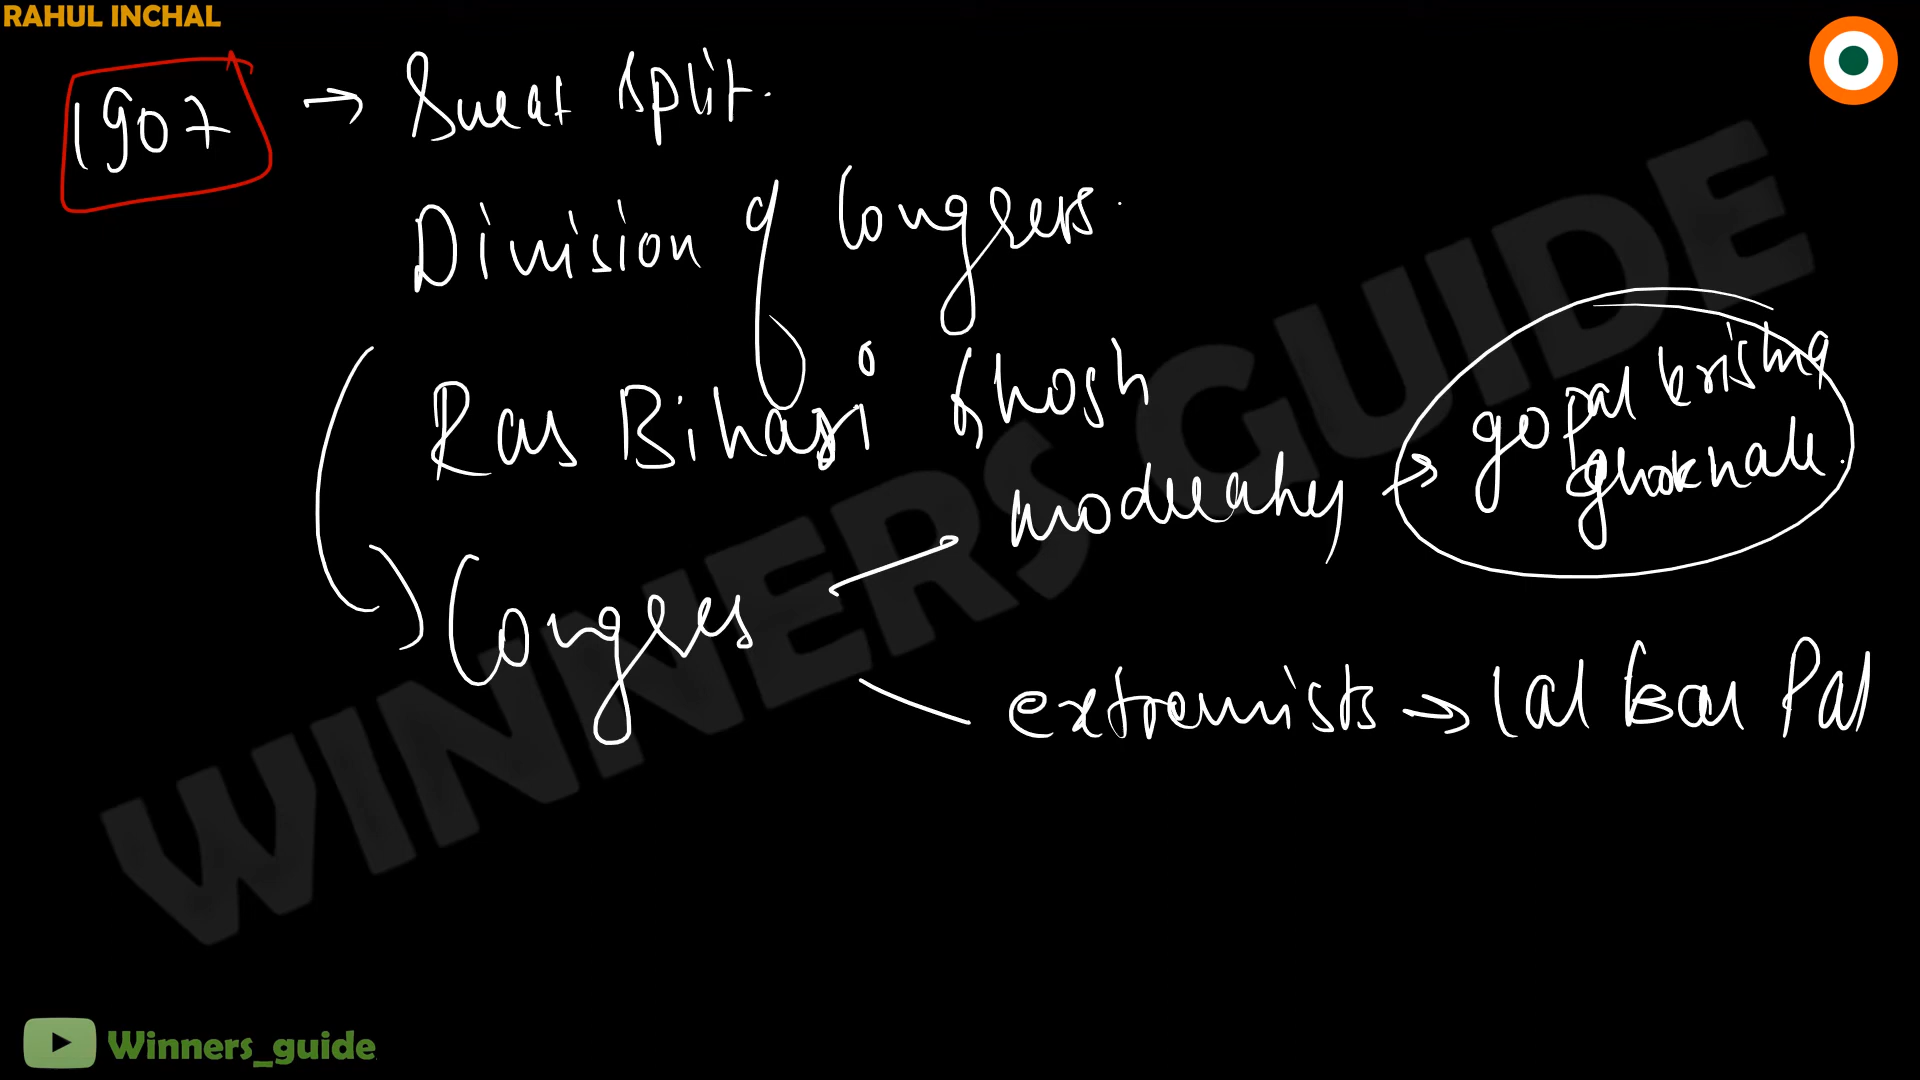 RAHUL INCHAL
1907 → Surat split.
Division of Congress.
Ras Bihari Ghosh
moderates → gopal krishna
ghokhale.
Congress
extremists → lal Bal Pal
WINNERS GUIDE
Winners_guide